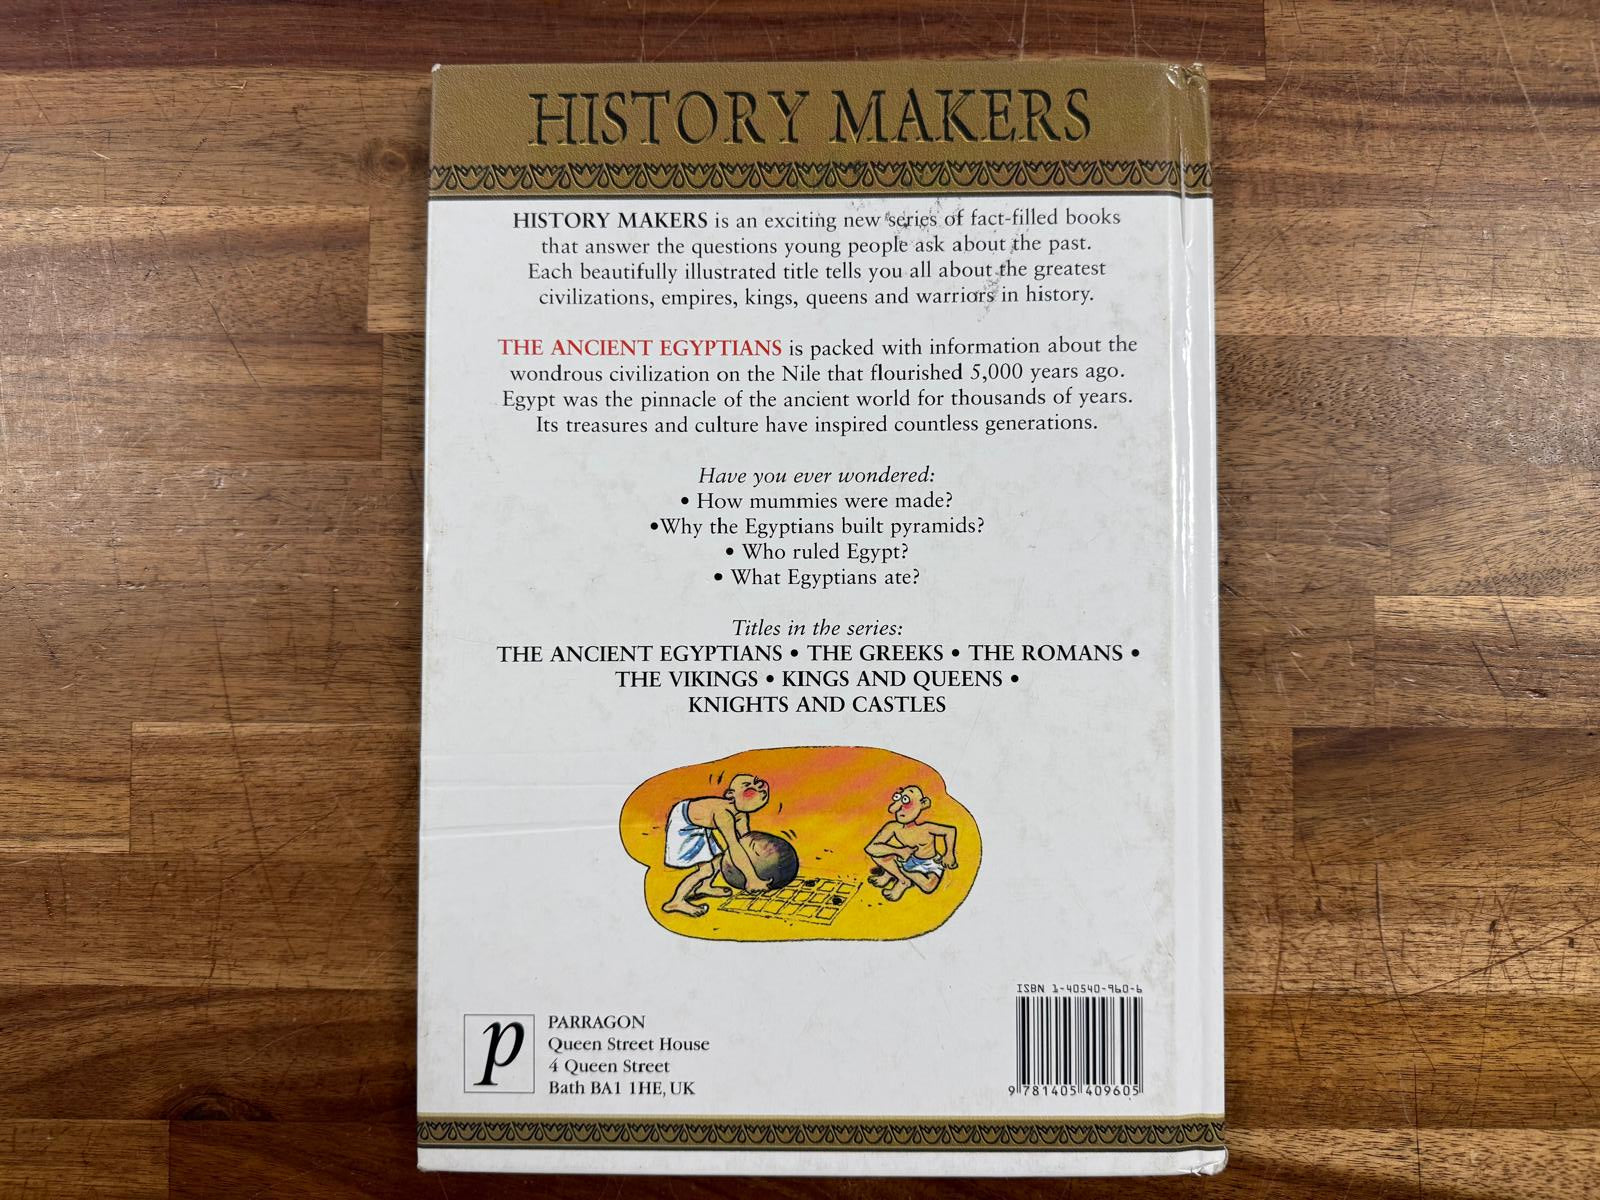 HISTORY MAKERS
HISTORY MAKERS is an exciting new series of fact-filled books
that answer the questions young people ask about the past.
Each beautifully illustrated title tells you all about the greatest
civilizations, empires, kings, queens and warriors in history.
THE ANCIENT EGYPTIANS is packed with information about the
wondrous civilization on the Nile that flourished 5,000 years ago.
Egypt was the pinnacle of the ancient world for thousands of years.
Its treasures and culture have inspired countless generations.
Have you ever wondered:
• How mummies were made?
•Why the Egyptians built pyramids?
• Who ruled Egypt?
• What Egyptians ate?
Titles in the series:
THE ANCIENT EGYPTIANS • THE GREEKS • THE ROMANS •
THE VIKINGS • KINGS AND QUEENS •
KNIGHTS AND CASTLES
p
PARRAGON
Queen Street House
4 Queen Street
Bath BA1 1HE, UK
ISBN 1-40540-960-6
9 781405 409605